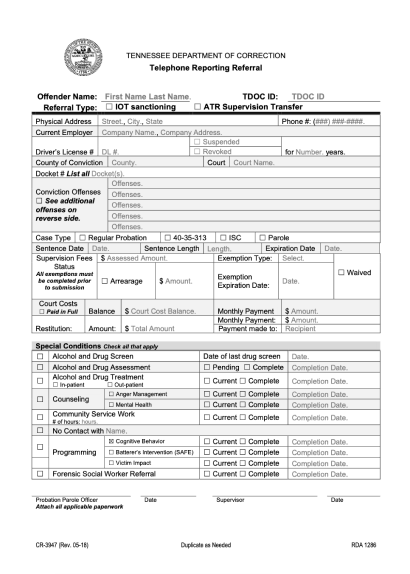 TENNESSEE DEPARTMENT OF CORRECTION
Telephone Reporting Referral
Offender Name: First Name Last Name. TDOC ID: TDOC ID
Referral Type: ☐ IOT sanctioning ☐ ATR Supervision Transfer
Physical Address Street., City , State Phone #: (###) ###-####.
Current Employer Company Name., Company Address.
Driver's License # DL #. ☐ Suspended
☐ Revoked for Number. years.
County of Conviction County. Court Court Name.
Docket # List all Docket(s).
Conviction Offenses
☐ See additional
offenses on
reverse side.
Offenses.
Offenses.
Offenses.
Offenses.
Offenses.
Case Type ☐ Regular Probation ☐ 40-35-313 ☐ ISC ☐ Parole
Sentence Date Date. Sentence Length Length. Expiration Date Date.
Supervision Fees $ Assessed Amount. Exemption Type: Select. ☐ Waived
Status
All exemptions must
be completed prior
to submission
☐ Arrearage $ Amount. Exemption
Expiration Date: Date.
Court Costs
☐ Paid in Full Balance $ Court Cost Balance. Monthly Payment $ Amount.
Monthly Payment: $ Amount.
Restitution: Amount: $ Total Amount Payment made to: Recipient
Special Conditions Check all that apply
☐ Alcohol and Drug Screen Date of last drug screen Date.
☐ Alcohol and Drug Assessment ☐ Pending ☐ Complete Completion Date.
☐ Alcohol and Drug Treatment
☐ In-patient ☐ Out-patient ☐ Current ☐ Complete Completion Date.
☐ Counseling ☐ Anger Management ☐ Current ☐ Complete Completion Date.
☐ Mental Health ☐ Current ☐ Complete Completion Date.
☐ Community Service Work
# of hours: hours. ☐ Current ☐ Complete Completion Date.
☐ No Contact with Name.
☐ Programming ☒ Cognitive Behavior ☐ Current ☐ Complete Completion Date.
☐ Batterer's Intervention (SAFE) ☐ Current ☐ Complete Completion Date.
☐ Victim Impact ☐ Current ☐ Complete Completion Date.
☐ Forensic Social Worker Referral ☐ Current ☐ Complete Completion Date.
Probation Parole Officer Date Supervisor Date
Attach all applicable paperwork
CR-3947 (Rev. 05-18) Duplicate as Needed RDA 1286